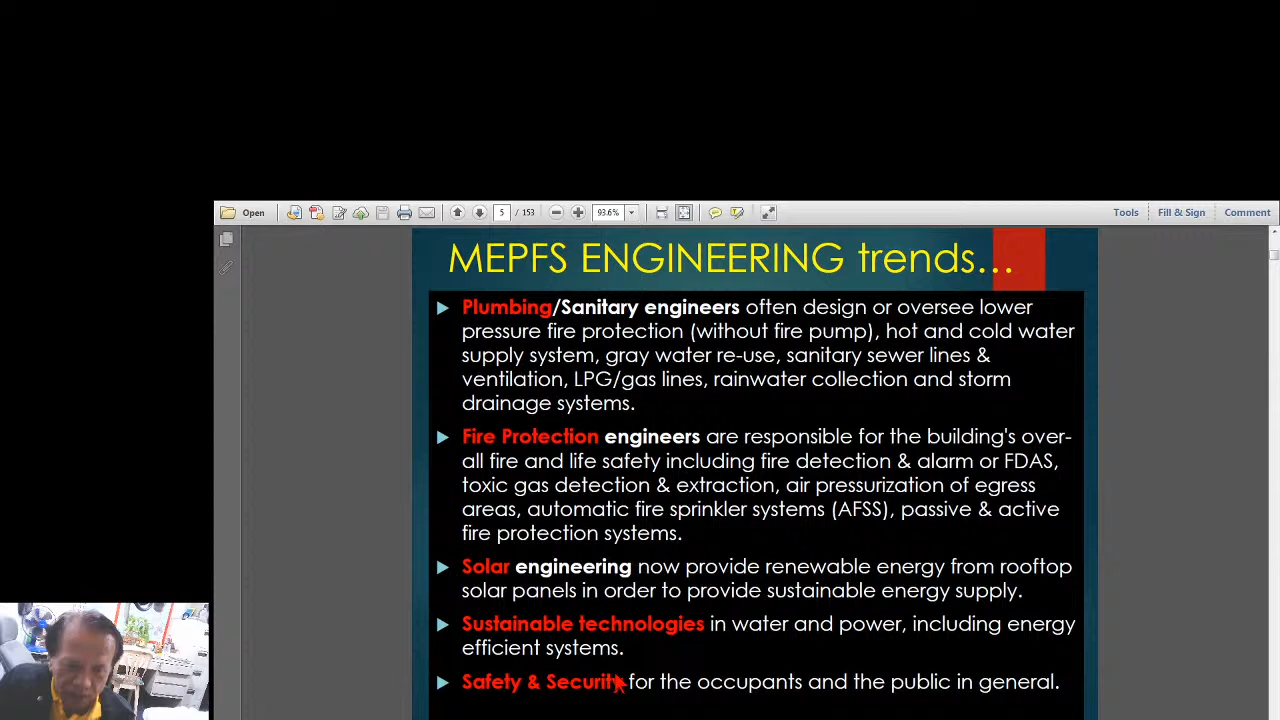 Open
5 / 153
93.6%
Tools
Fill & Sign
Comment
MEPFS ENGINEERING trends...
Plumbing/Sanitary engineers often design or oversee lower
pressure fire protection (without fire pump), hot and cold water
supply system, gray water re-use, sanitary sewer lines &
ventilation, LPG/gas lines, rainwater collection and storm
drainage systems.
Fire Protection engineers are responsible for the building's over-
all fire and life safety including fire detection & alarm or FDAS,
toxic gas detection & extraction, air pressurization of egress
areas, automatic fire sprinkler systems (AFSS), passive & active
fire protection systems.
Solar engineering now provide renewable energy from rooftop
solar panels in order to provide sustainable energy supply.
Sustainable technologies in water and power, including energy
efficient systems.
Safety & Security for the occupants and the public in general.